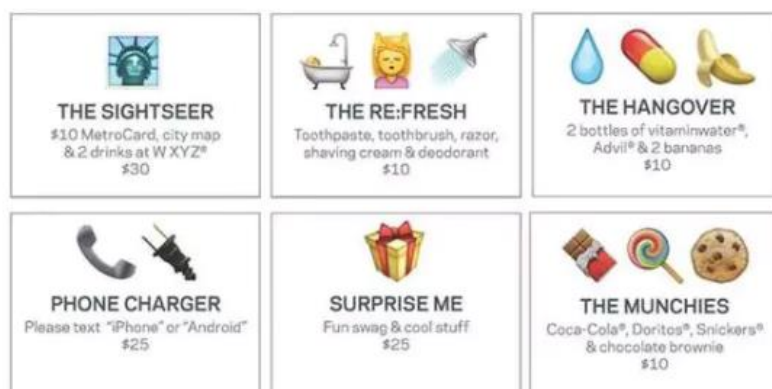 THE SIGHTSEER
$10 MetroCard, city map
& 2 drinks at W XYZ®
$30
THE RE:FRESH
Toothpaste, toothbrush, razor,
shaving cream & deodorant
$10
THE HANGOVER
2 bottles of vitaminwater®,
Advil® & 2 bananas
$10
PHONE CHARGER
Please text "iPhone" or "Android"
$25
SURPRISE ME
Fun swag & cool stuff
$25
THE MUNCHIES
Coca-Cola®, Doritos®, Snickers®
& chocolate brownie
$10